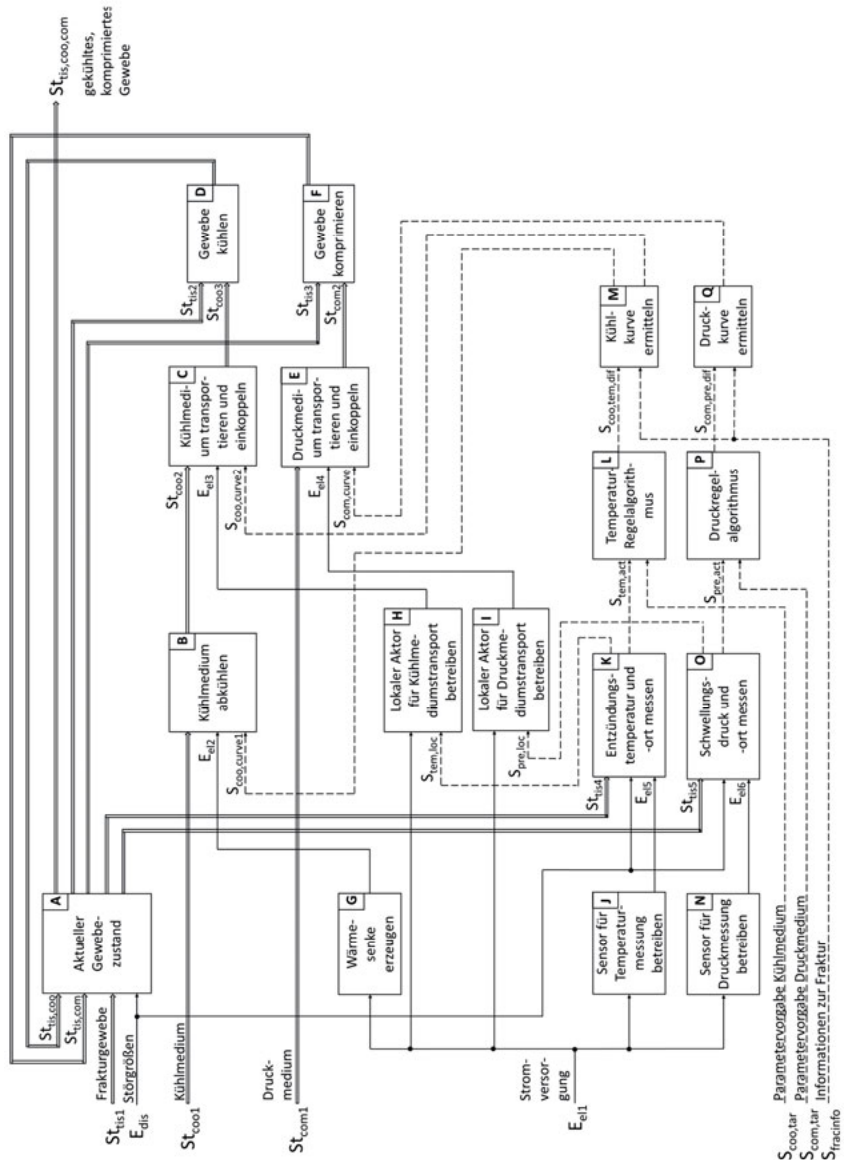 St_tis,coo,com
gekühltes,
komprimiertes
Gewebe
A
Aktueller
Gewebe-
zustand
St_tis,coo
St_tis,com
St_tis1
Frakturgewebe
Störgrößen
E_dis
D
Gewebe
kühlen
St_tis2
St_coo3
F
Gewebe
komprimieren
St_tis3
St_com2
St_coo1
Kühlmedium
B
Kühlmedium
abkühlen
E_el2
S_coo,curve1
C
Kühlmedi-
um transpor-
tieren und
einkoppeln
St_coo2
E_el3
S_coo,curve2
Druck-
medium
St_com1
E
Druckmedi-
um transpor-
tieren und
einkoppeln
E_el4
S_com,curve
G
Wärme-
senke
erzeugen
H
Lokaler Aktor
für Kühlme-
diumstransport
betreiben
S_tem,loc
I
Lokaler Aktor
für Druckme-
diumstransport
betreiben
S_pre,loc
Stromver-
sor-
gung
E_el1
J
Sensor für
Temperatur-
messung
betreiben
K
Entzündungs-
temperatur und
-ort messen
St_tis4
E_el5
L
Temperatur-
Regelalgorith-
mus
S_tem,act
M
Kühl-
kurve
ermitteln
S_coo,tem,dif
N
Sensor für
Druckmessung
betreiben
O
Schwellungs-
druck und
-ort messen
St_tis5
E_el6
P
Druckregel-
algorithmus
S_pre,act
Q
Druck-
kurve
ermitteln
S_com,pre,dif
S_coo,tar Parametervorgabe Kühlmedium
S_com,tar Parametervorgabe Druckmedium
S_fracinfo Informationen zur Fraktur